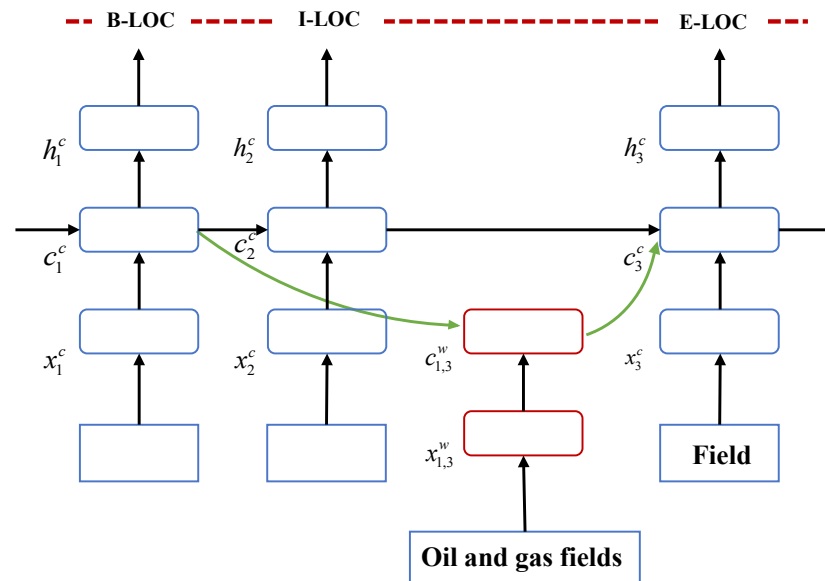 B-LOC I-LOC E-LOC
h_1^c h_2^c h_3^c
c_1^c c_2^c c_3^c
x_1^c x_2^c c_{1,3}^w x_3^c
x_{1,3}^w
Field
Oil and gas fields